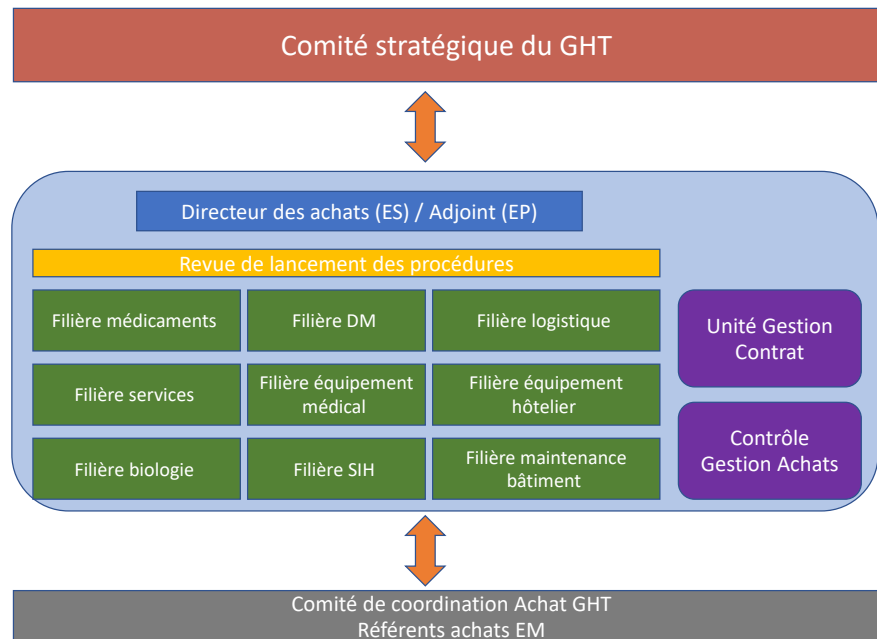 Comité stratégique du GHT
Directeur des achats (ES) / Adjoint (EP)
Revue de lancement des procédures
Filière médicaments
Filière DM
Filière logistique
Filière services
Filière équipement
médical
Filière équipement
hôtelier
Filière biologie
Filière SIH
Filière maintenance
bâtiment
Unité Gestion
Contrat
Contrôle
Gestion Achats
Comité de coordination Achat GHT
Référents achats EM